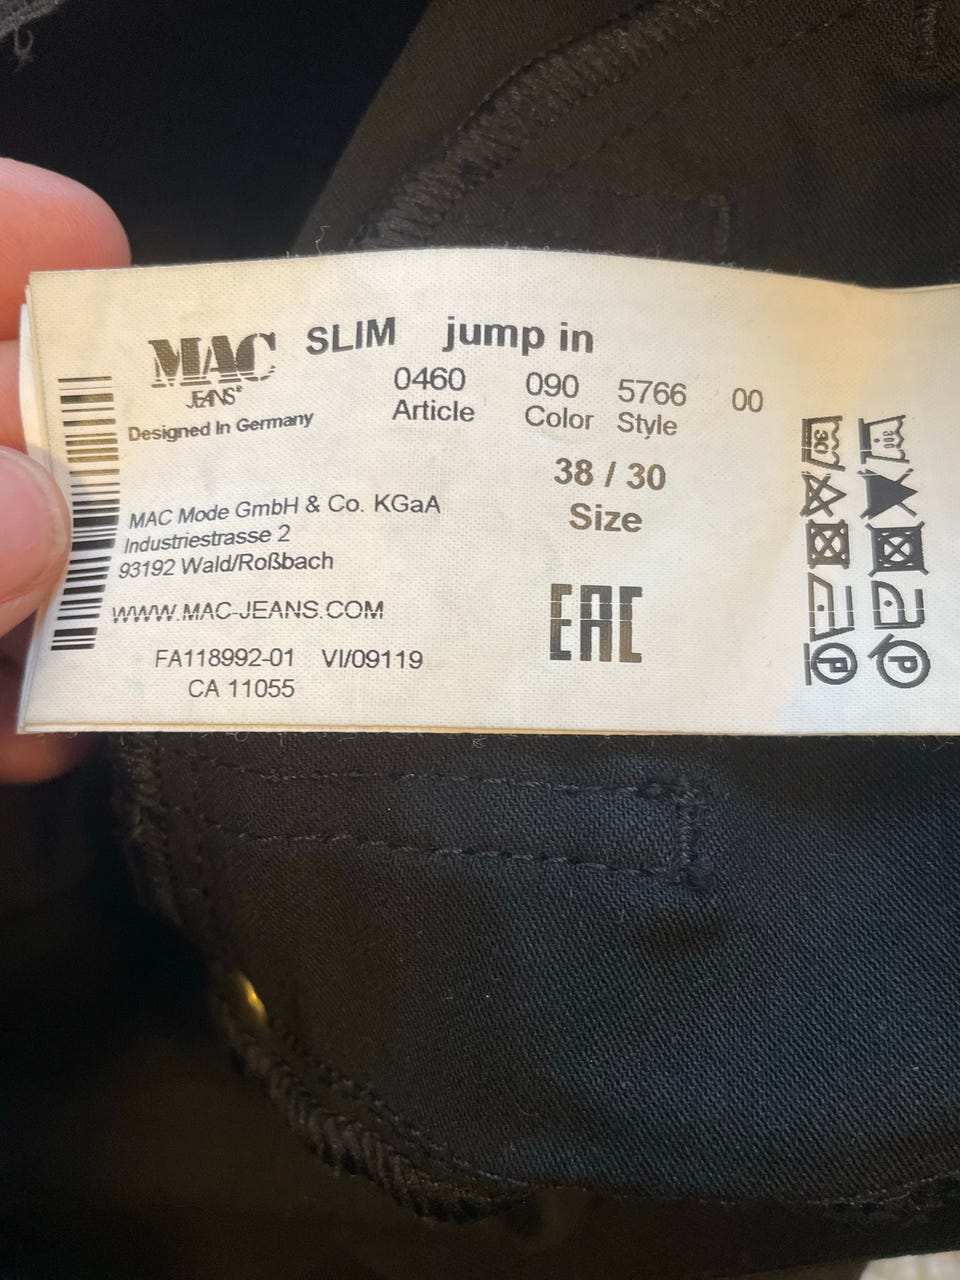 MAC SLIM jump in
JEANS®
Designed In Germany
0460 090 5766 00
Article Color Style
38 / 30
Size
MAC Mode GmbH & Co. KGaA
Industriestrasse 2
93192 Wald/Roßbach
WWW.MAC-JEANS.COM
FA118992-01 VI/09119
CA 11055
EAC
30
P
P